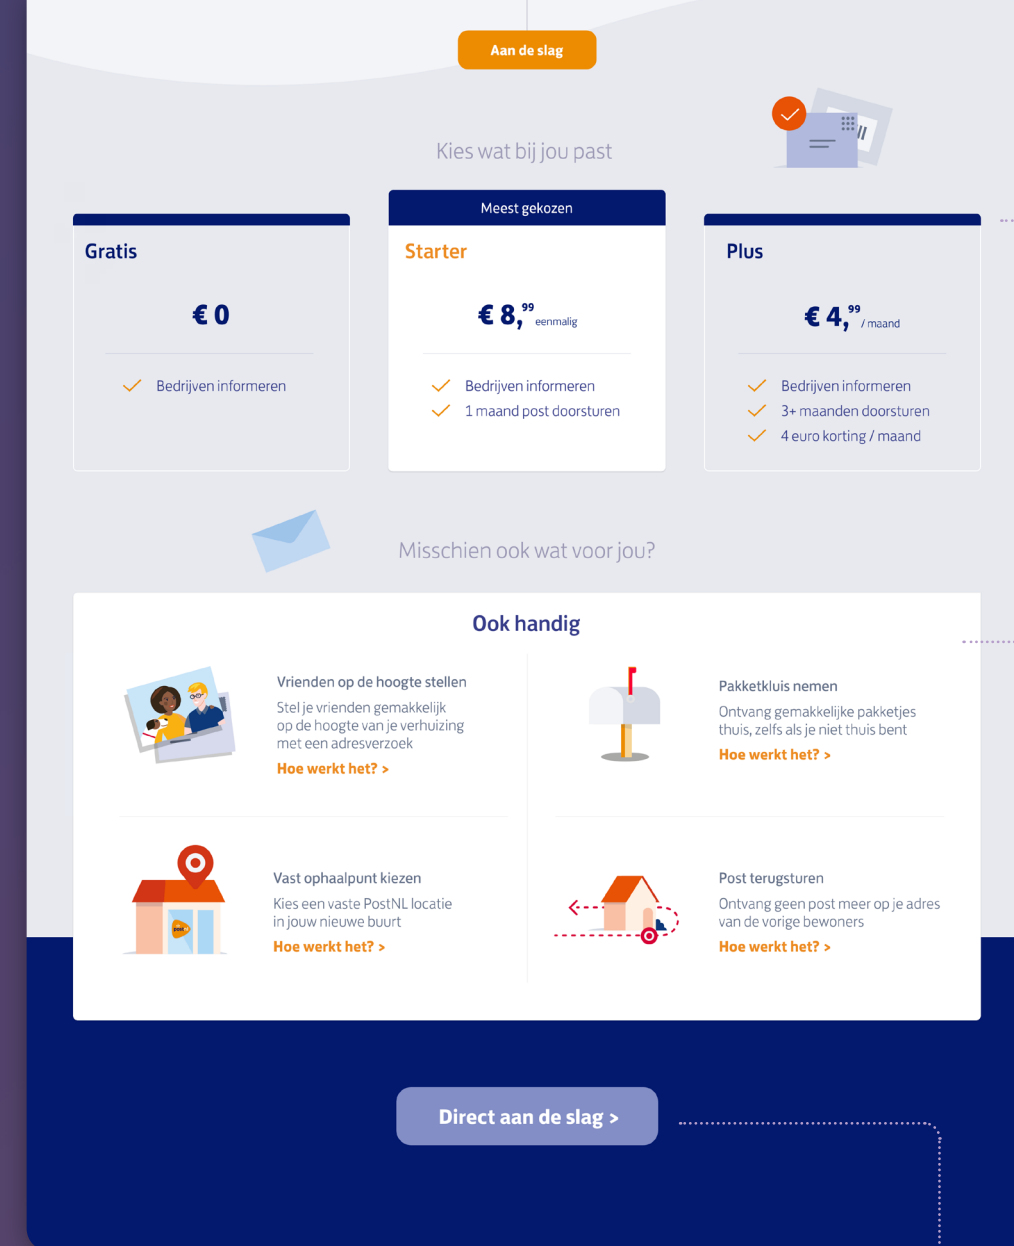 Aan de slag
Kies wat bij jou past
Gratis
€ 0
Bedrijven informeren
Meest gekozen
Starter
€ 8,99 eenmalig
Bedrijven informeren
1 maand post doorsturen
Plus
€ 4,99 / maand
Bedrijven informeren
3+ maanden doorsturen
4 euro korting / maand
Misschien ook wat voor jou?
Ook handig
Vrienden op de hoogte stellen
Stel je vrienden gemakkelijk
op de hoogte van je verhuizing
met een adresverzoek
Hoe werkt het? >
Pakketkluis nemen
Ontvang gemakkelijke pakketjes
thuis, zelfs als je niet thuis bent
Hoe werkt het? >
Vast ophaalpunt kiezen
Kies een vaste PostNL locatie
in jouw nieuwe buurt
Hoe werkt het? >
Post terugsturen
Ontvang geen post meer op je adres
van de vorige bewoners
Hoe werkt het? >
Direct aan de slag >